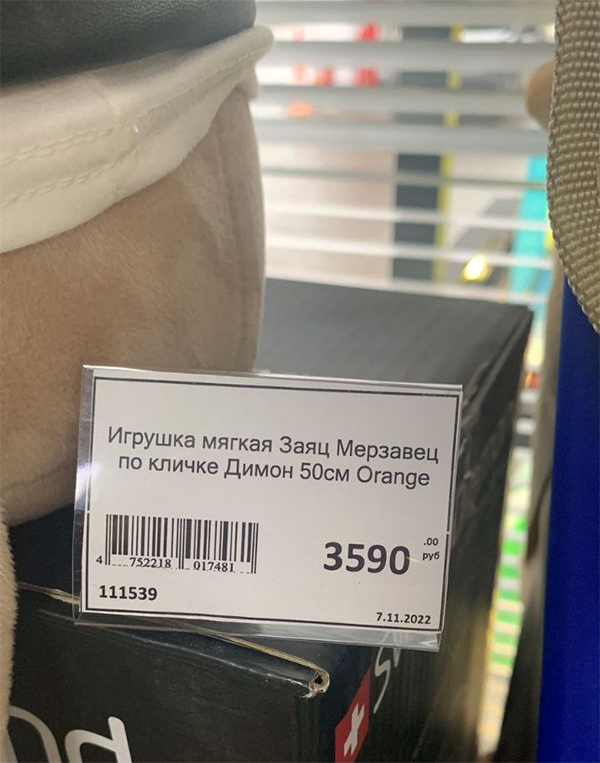 Игрушка мягкая Заяц Мерзавец
по кличке Димон 50см Orange
4 752218 017481
3590 .00
руб
111539
7.11.2022